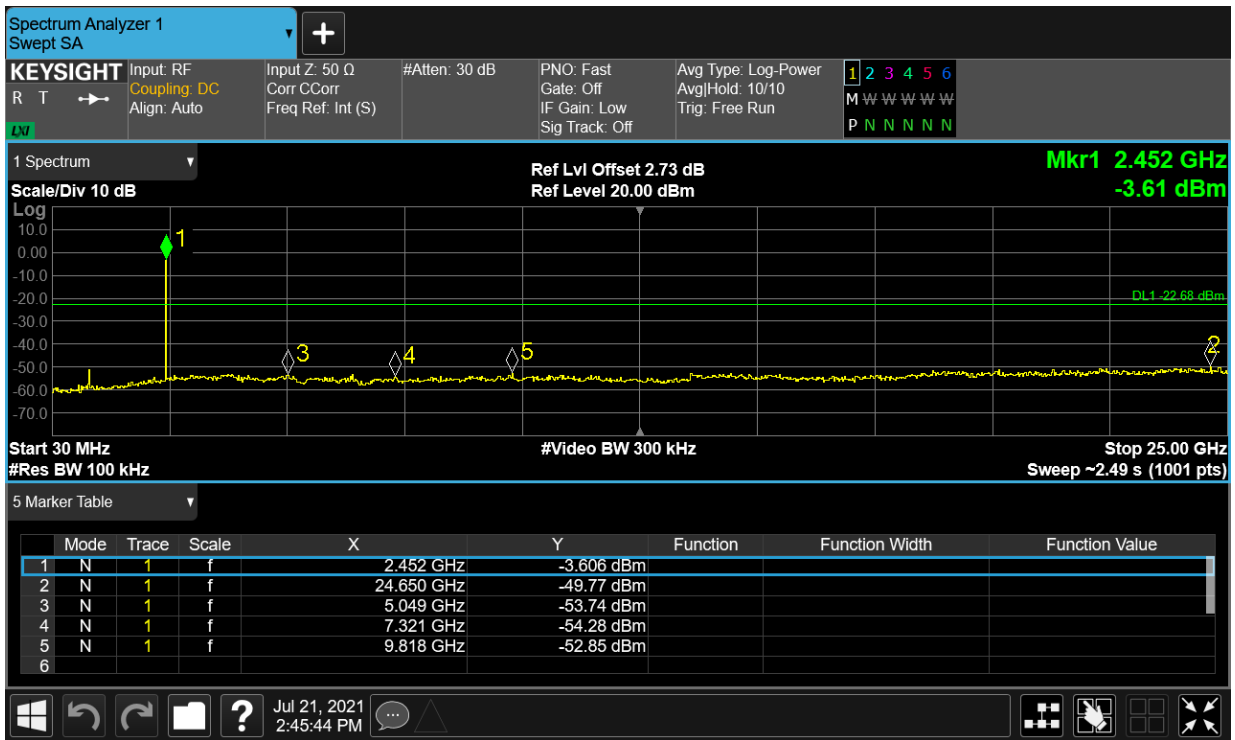 Spectrum Analyzer 1
Swept SA
+
KEYSIGHT
R T
LXI
Input: RF
Coupling: DC
Align: Auto
Input Z: 50 Ω
Corr CCorr
Freq Ref: Int (S)
#Atten: 30 dB
PNO: Fast
Gate: Off
IF Gain: Low
Sig Track: Off
Avg Type: Log-Power
Avg|Hold: 10/10
Trig: Free Run
1 2 3 4 5 6
M W W W W W
P N N N N N
1 Spectrum
Scale/Div 10 dB
Log
Ref Lvl Offset 2.73 dB
Ref Level 20.00 dBm
Mkr1 2.452 GHz
-3.61 dBm
10.0
0.00
-10.0
-20.0
-30.0
-40.0
-50.0
-60.0
-70.0
1
DL1 -22.68 dBm
3
4
5
2
Start 30 MHz
#Res BW 100 kHz
#Video BW 300 kHz
Stop 25.00 GHz
Sweep ~2.49 s (1001 pts)
5 Marker Table
Mode Trace Scale X Y Function Function Width Function Value
1 N 1 f 2.452 GHz -3.606 dBm
2 N 1 f 24.650 GHz -49.77 dBm
3 N 1 f 5.049 GHz -53.74 dBm
4 N 1 f 7.321 GHz -54.28 dBm
5 N 1 f 9.818 GHz -52.85 dBm
6
?
Jul 21, 2021
2:45:44 PM